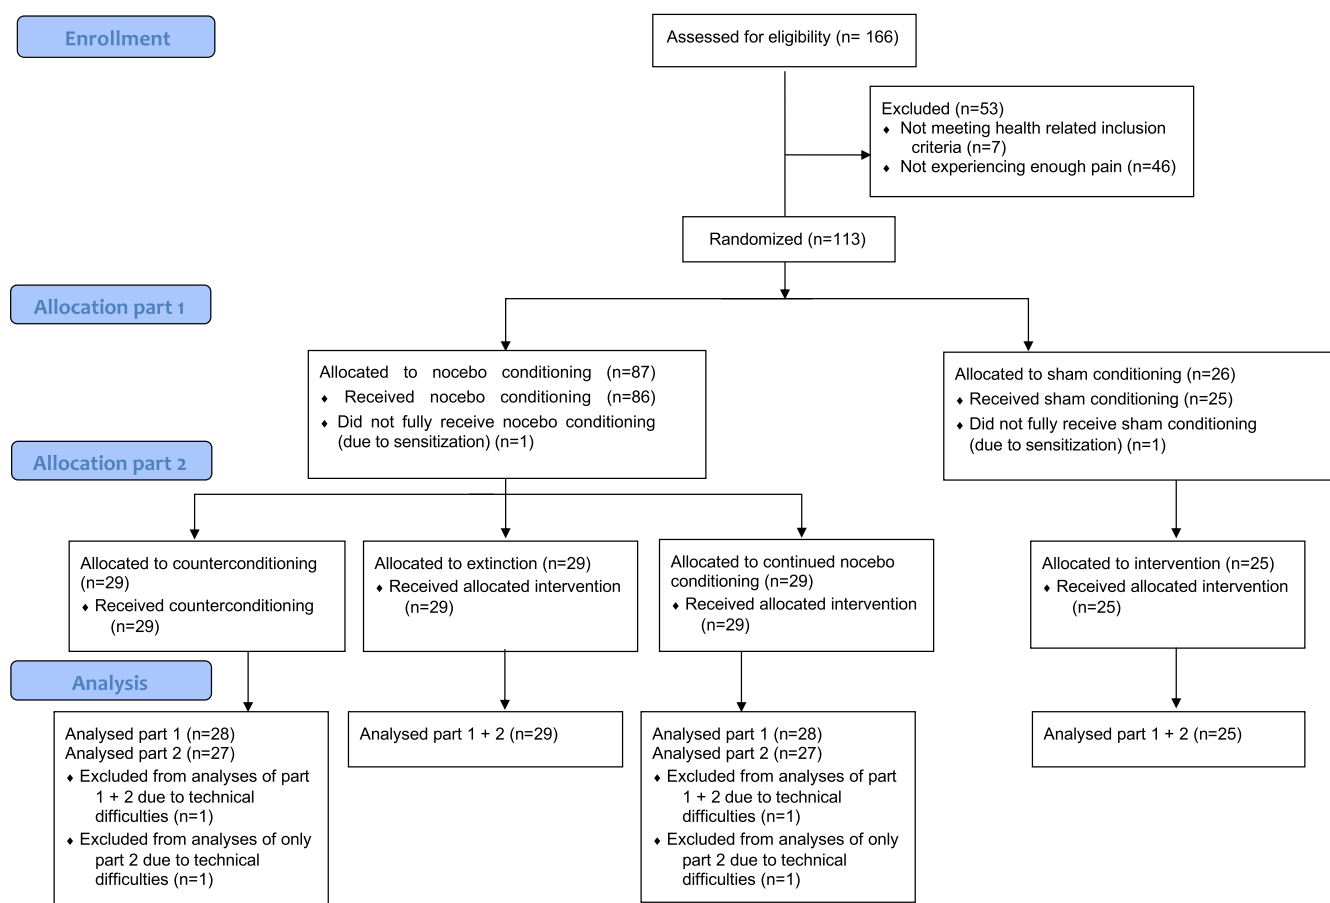 Enrollment
Assessed for eligibility (n= 166)
Excluded (n=53)
♦ Not meeting health related inclusion
criteria (n=7)
♦ Not experiencing enough pain (n=46)
Randomized (n=113)
Allocation part 1
Allocated to nocebo conditioning (n=87)
♦ Received nocebo conditioning (n=86)
♦ Did not fully receive nocebo conditioning
(due to sensitization) (n=1)
Allocated to sham conditioning (n=26)
♦ Received sham conditioning (n=25)
♦ Did not fully receive sham conditioning
(due to sensitization) (n=1)
Allocation part 2
Allocated to counterconditioning
(n=29)
♦ Received counterconditioning
(n=29)
Allocated to extinction (n=29)
♦ Received allocated intervention
(n=29)
Allocated to continued nocebo
conditioning (n=29)
♦ Received allocated intervention
(n=29)
Allocated to intervention (n=25)
♦ Received allocated intervention
(n=25)
Analysis
Analysed part 1 (n=28)
Analysed part 2 (n=27)
♦ Excluded from analyses of part
1 + 2 due to technical
difficulties (n=1)
♦ Excluded from analyses of only
part 2 due to technical
difficulties (n=1)
Analysed part 1 + 2 (n=29)
Analysed part 1 (n=28)
Analysed part 2 (n=27)
♦ Excluded from analyses of part
1 + 2 due to technical
difficulties (n=1)
♦ Excluded from analyses of only
part 2 due to technical
difficulties (n=1)
Analysed part 1 + 2 (n=25)